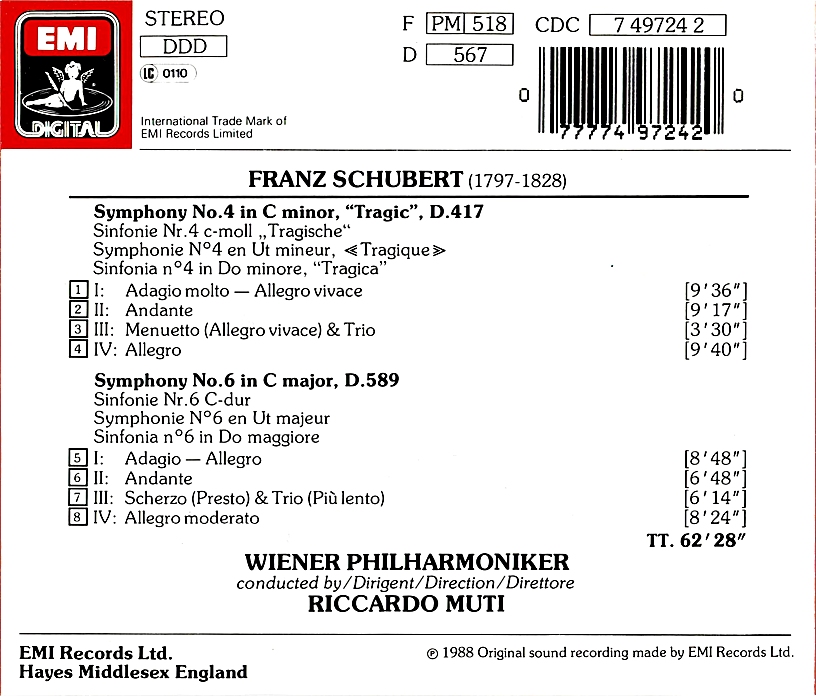 EMI
DIGITAL
STEREO
DDD
LC 0110
International Trade Mark of
EMI Records Limited
F PM 518
D 567
CDC 7 49724 2
0 77774 97242 0
FRANZ SCHUBERT (1797-1828)
Symphony No.4 in C minor, “Tragic”, D.417
Sinfonie Nr.4 c-moll „Tragische“
Symphonie N°4 en Ut mineur, ≪Tragique≫
Sinfonia n°4 in Do minore, “Tragica”
1 I: Adagio molto — Allegro vivace [9′36″]
2 II: Andante [9′17″]
3 III: Menuetto (Allegro vivace) & Trio [3′30″]
4 IV: Allegro [9′40″]
Symphony No.6 in C major, D.589
Sinfonie Nr.6 C-dur
Symphonie N°6 en Ut majeur
Sinfonia n°6 in Do maggiore
5 I: Adagio — Allegro [8′48″]
6 II: Andante [6′48″]
7 III: Scherzo (Presto) & Trio (Più lento) [6′14″]
8 IV: Allegro moderato [8′24″]
TT. 62′28″
WIENER PHILHARMONIKER
conducted by/Dirigent/Direction/Direttore
RICCARDO MUTI
EMI Records Ltd.
Hayes Middlesex England
℗ 1988 Original sound recording made by EMI Records Ltd.